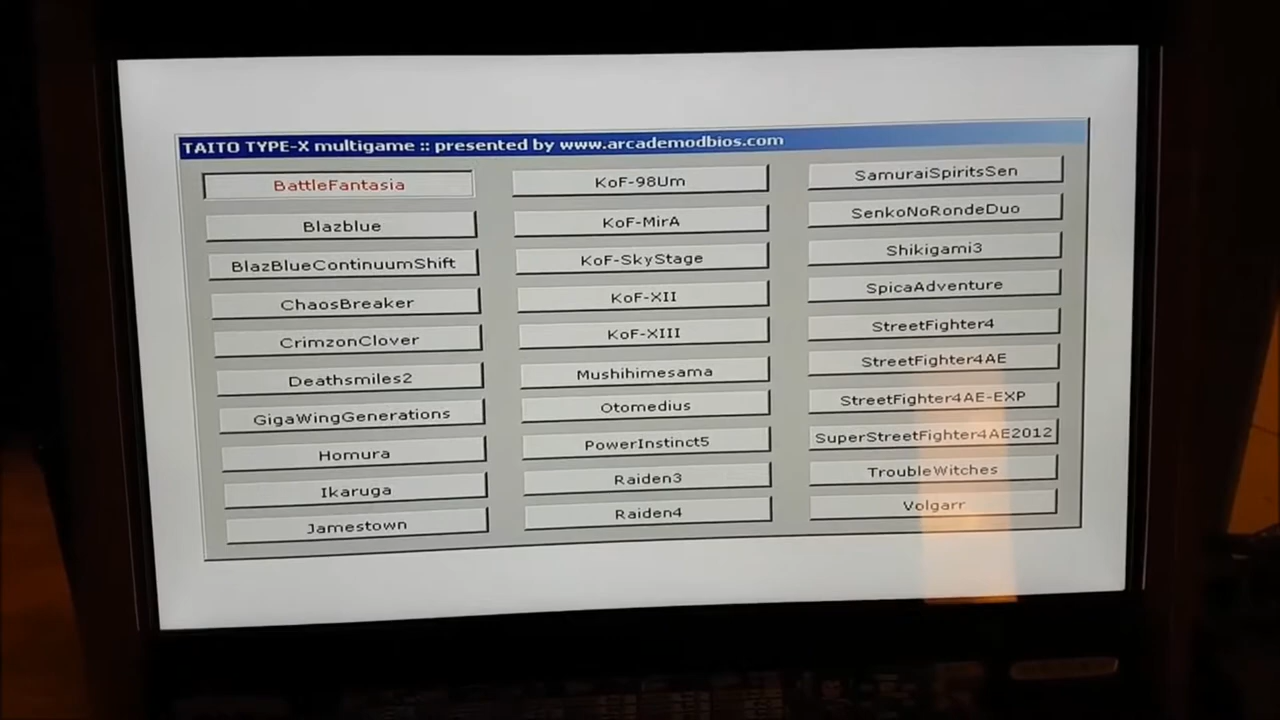 TAITO TYPE-X multigame :: presented by www.arcademodbios.com
BattleFantasia
Blazblue
BlazBlueContinuumShift
ChaosBreaker
CrimzonClover
Deathsmiles2
GigaWingGenerations
Homura
Ikaruga
Jamestown
KoF-98Um
KoF-MirA
KoF-SkyStage
KoF-XII
KoF-XIII
Mushihimesama
Otomedius
PowerInstinct5
Raiden3
Raiden4
SamuraiSpiritsSen
SenkoNoRondeDuo
Shikigami3
SpicaAdventure
StreetFighter4
StreetFighter4AE
StreetFighter4AE-EXP
SuperStreetFighter4AE2012
TroubleWitches
Volgarr